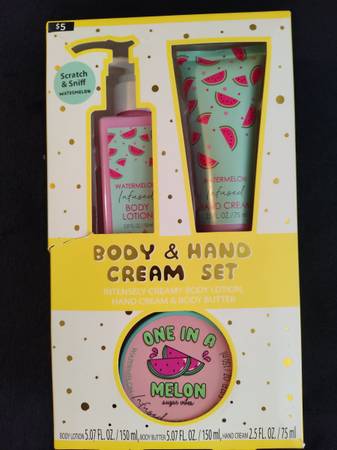 $5
Scratch
& Sniff
WATERMELON
WATERMELON
Infused
BODY
LOTION
WATERMELON
Infused
HAND CREAM
2.5 FL. OZ / 75 ml
BODY & HAND
CREAM SET
INTENSELY CREAMY BODY LOTION,
HAND CREAM & BODY BUTTER
ONE IN A
MELON
sugar vibes
WATERMELON
Infused
BODY LOTION 5.07 FL. OZ. / 150 ml, BODY BUTTER 5.07 FL. OZ. / 150 ml, HAND CREAM 2.5 FL. OZ. / 75 ml